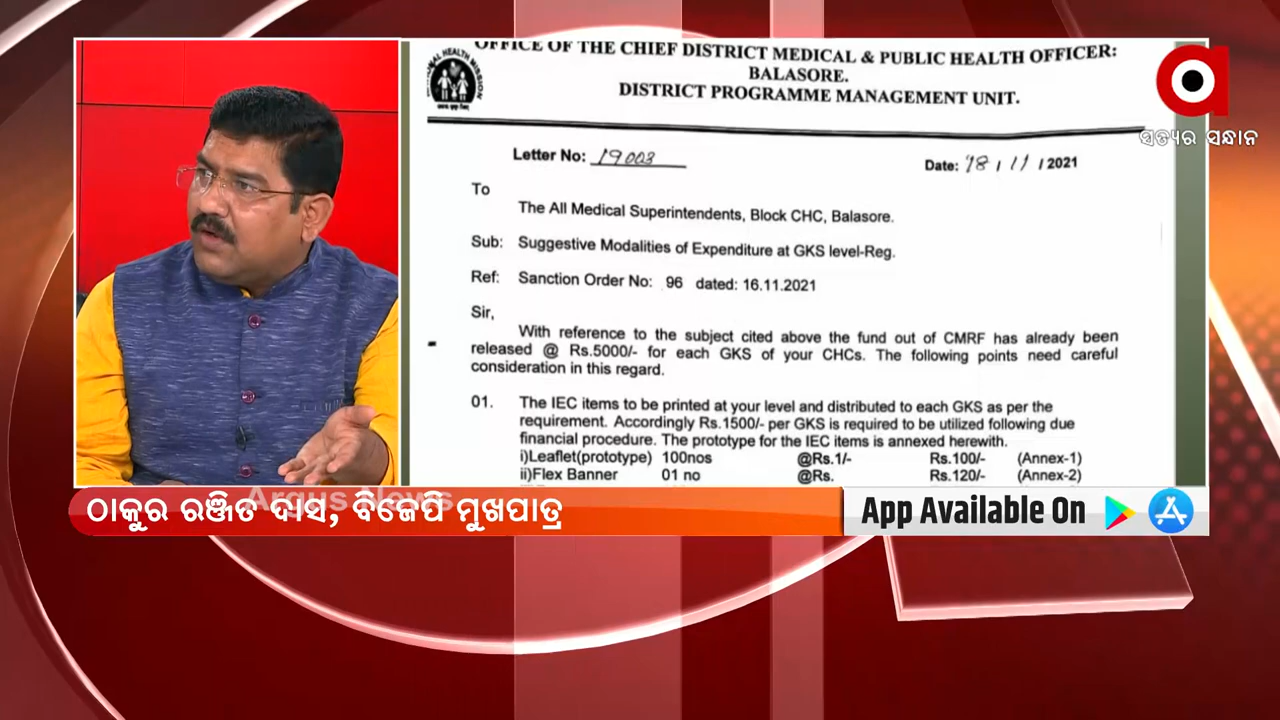 OFFICE OF THE CHIEF DISTRICT MEDICAL & PUBLIC HEALTH OFFICER:
BALASORE.
DISTRICT PROGRAMME MANAGEMENT UNIT.
ସତ୍ୟର ସନ୍ଧାନ
Letter No: 19003
Date: 18/11/2021
To
The All Medical Superintendents, Block CHC, Balasore.
Sub: Suggestive Modalities of Expenditure at GKS level-Reg.
Ref: Sanction Order No: 96 dated: 16.11.2021
Sir,
With reference to the subject cited above the fund out of CMRF has already been
released @ Rs.5000/- for each GKS of your CHCs. The following points need careful
consideration in this regard.
01. The IEC items to be printed at your level and distributed to each GKS as per the
requirement. Accordingly Rs.1500/- per GKS is required to be utilized following due
financial procedure. The prototype for the IEC items is annexed herewith.
i)Leaflet(prototype) 100nos @Rs.1/- Rs.100/- (Annex-1)
ii)Flex Banner 01 no @Rs. Rs.120/- (Annex-2)
Argus News
ଠାକୁର ରଞ୍ଜିତ ଦାସ, ବିଜେପି ମୁଖପାତ୍ର
App Available On